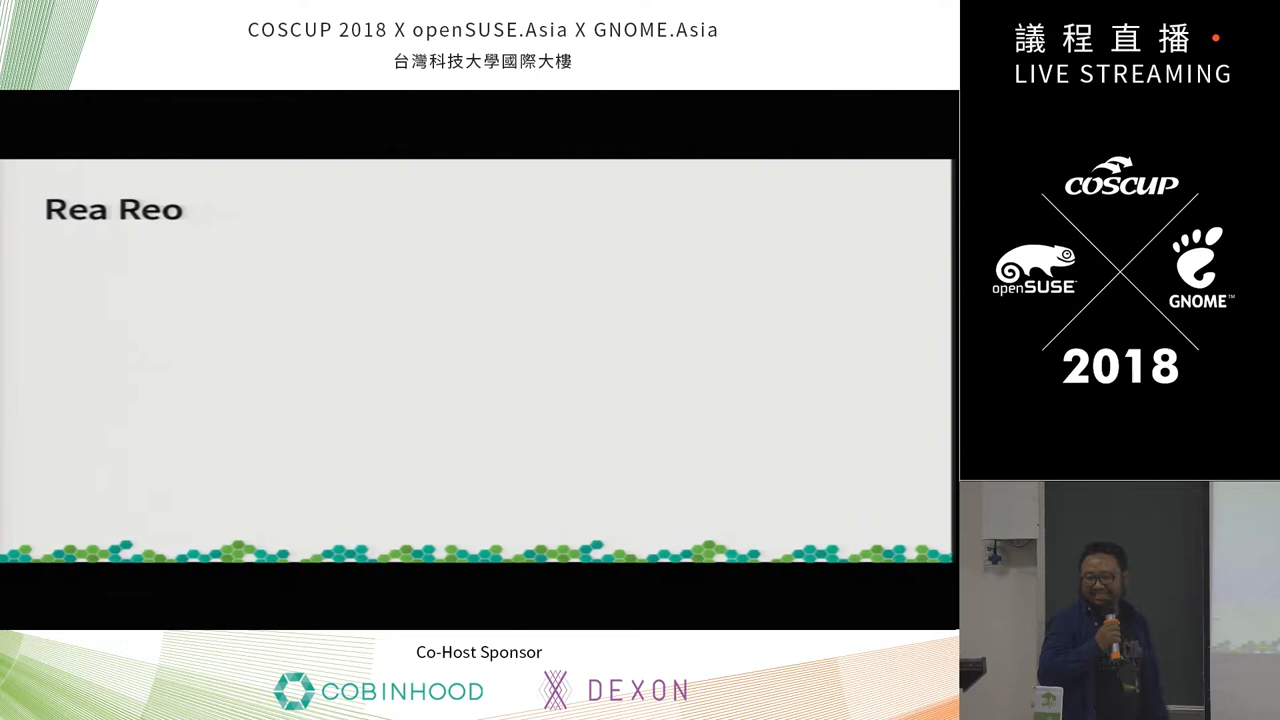 COSCUP 2018 X openSUSE.Asia X GNOME.Asia
台灣科技大學國際大樓
Rea Reo
Co-Host Sponsor
COBINHOOD
DEXON
議程直播
LIVE STREAMING
COSCUP
openSUSE
GNOME™
2018